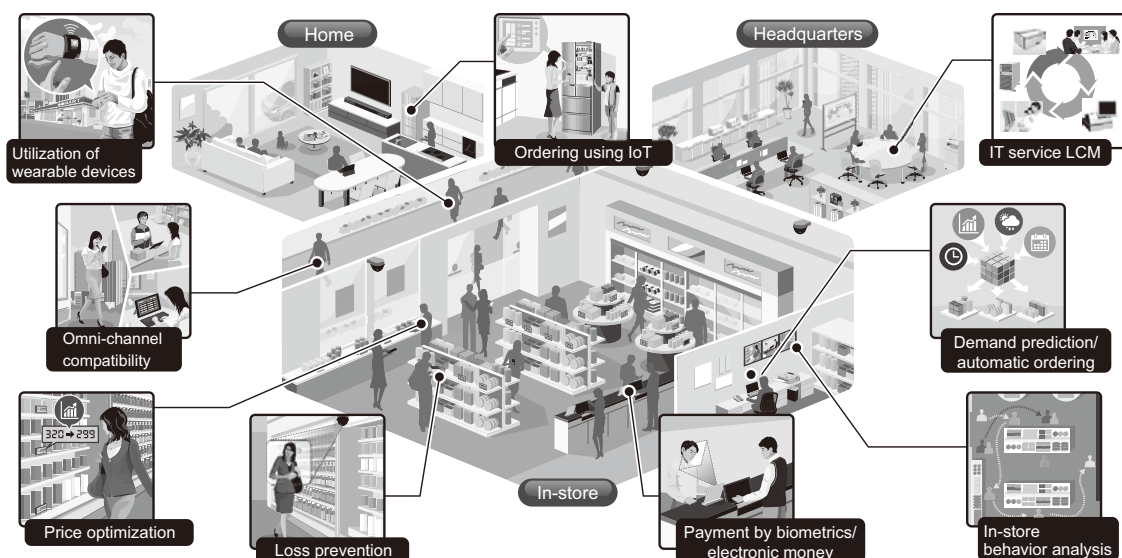 Home
Headquarters
Utilization of
wearable devices
Ordering using IoT
IT service LCM
Omni-channel
compatibility
Demand prediction/
automatic ordering
320→299
Price optimization
Loss prevention
In-store
Payment by biometrics/
electronic money
In-store
behavior analysis